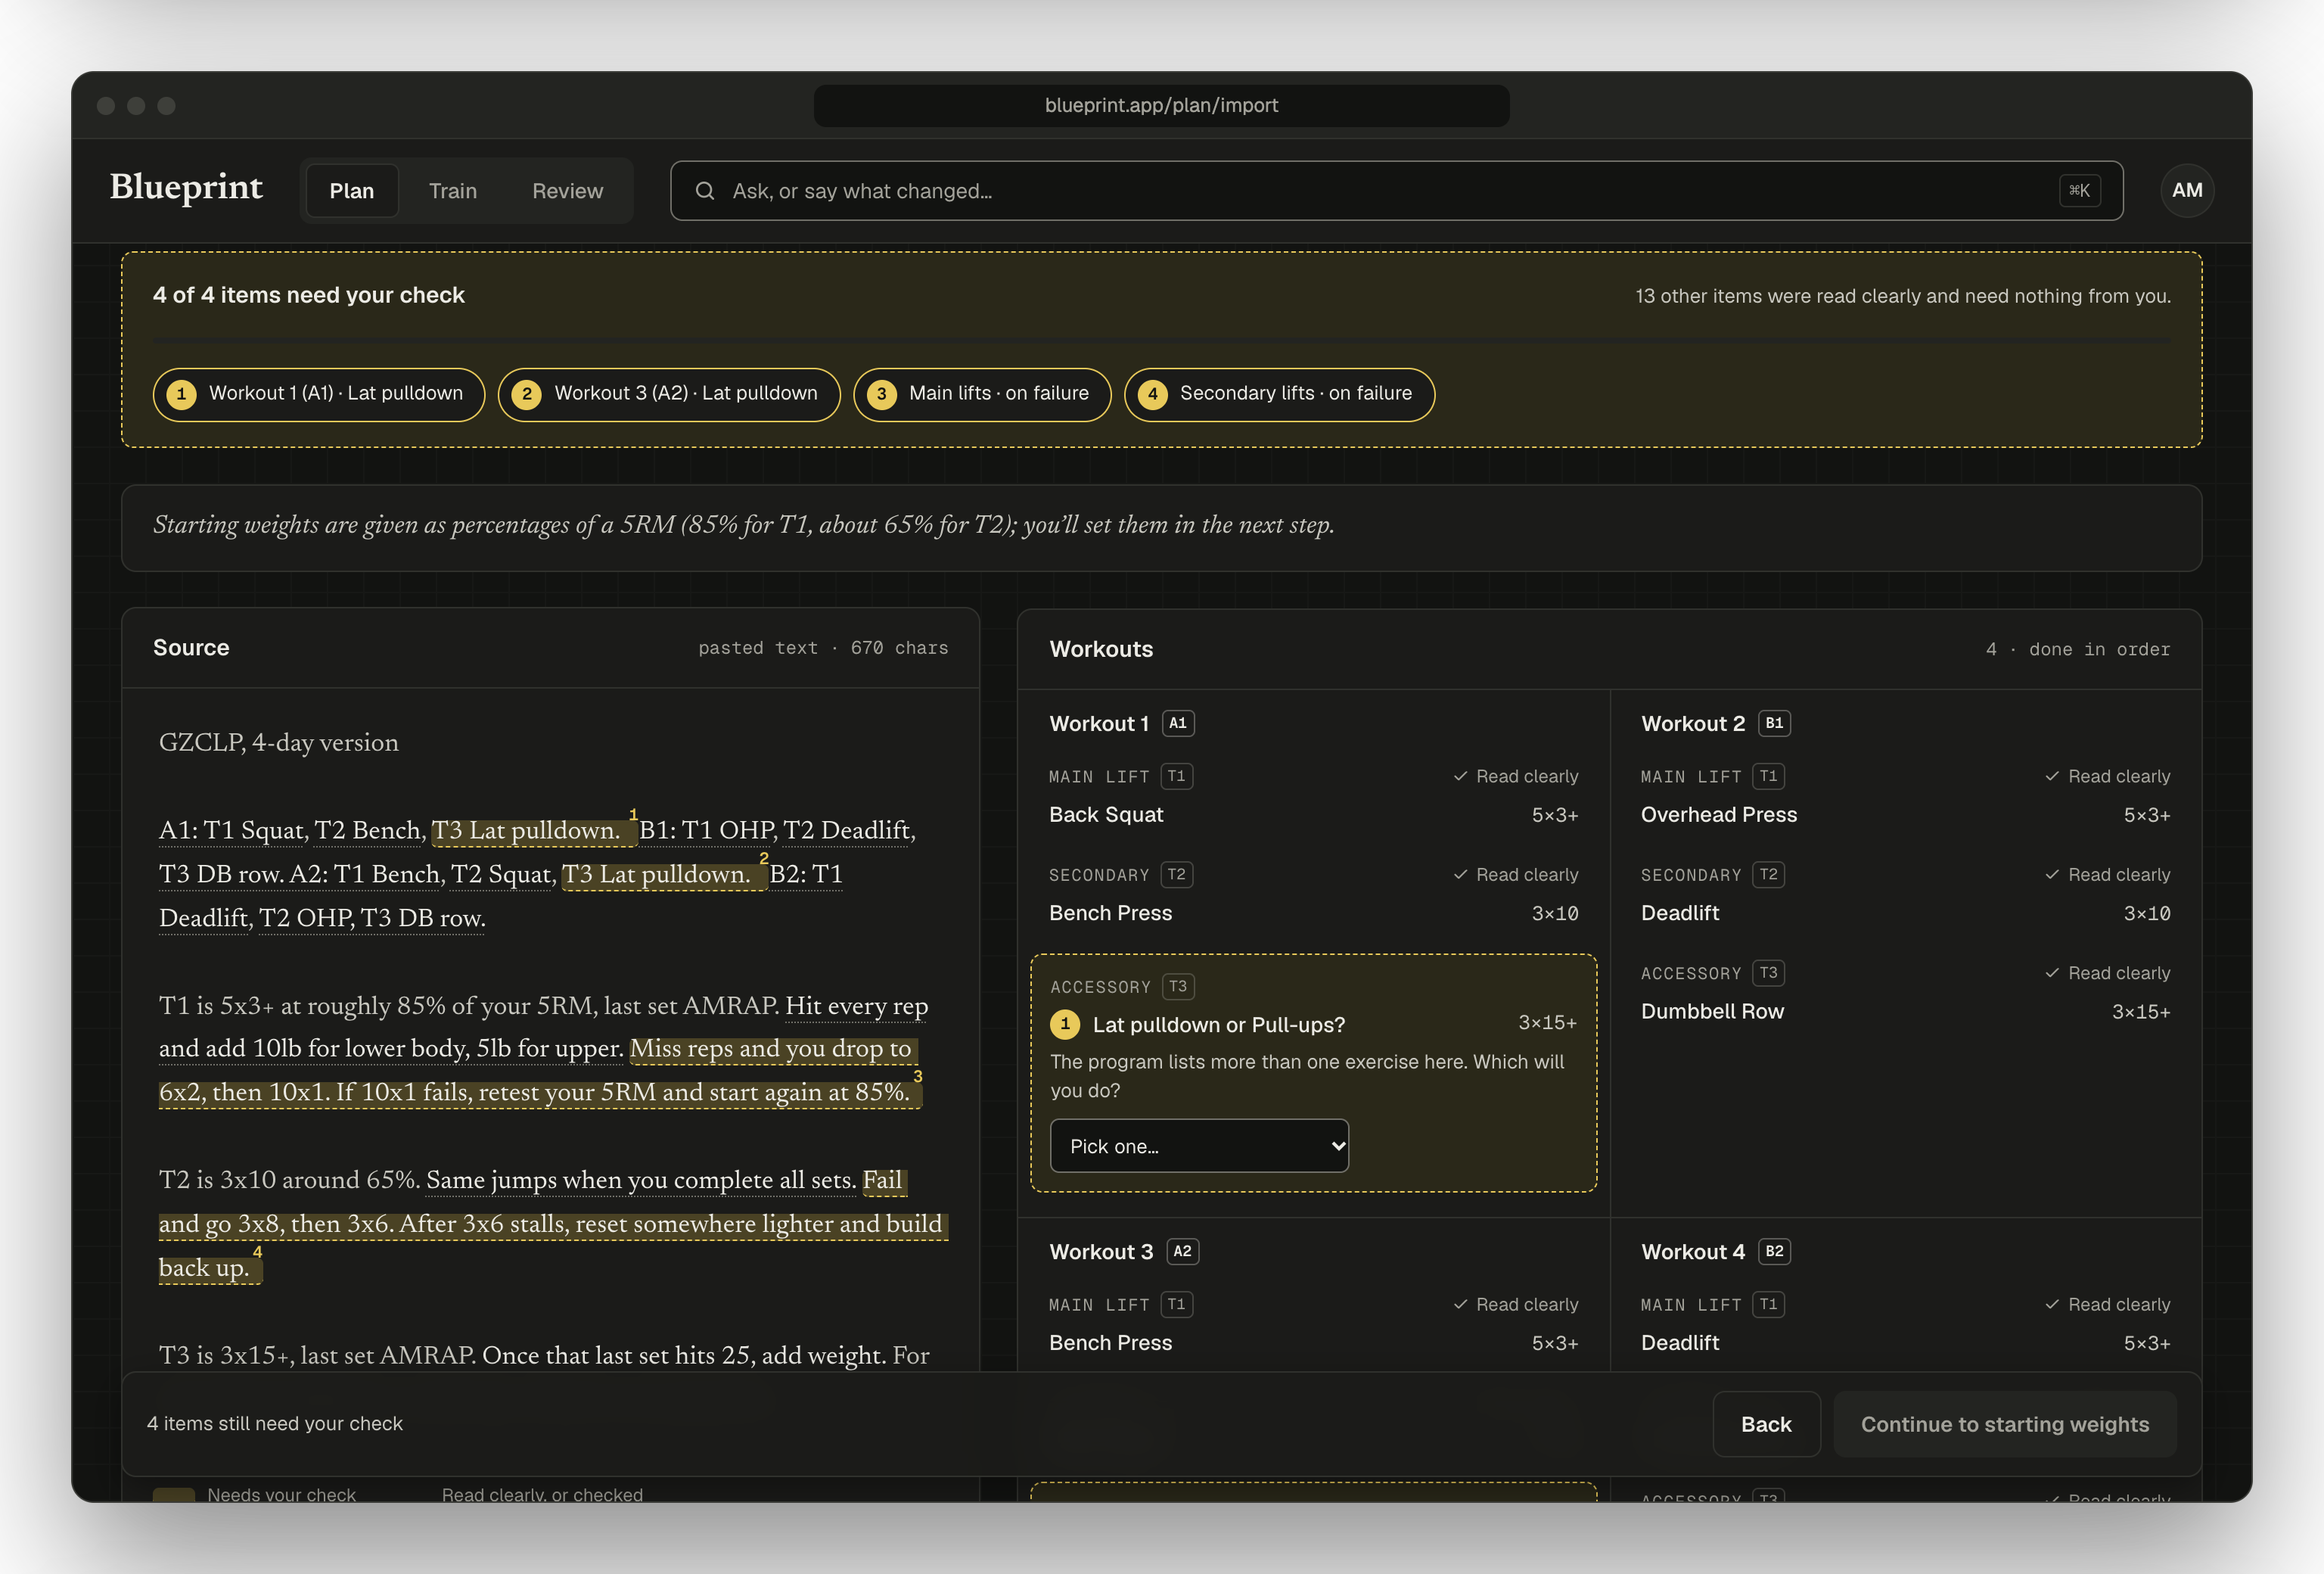 blueprint.app/plan/import
Blueprint
Plan
Train
Review
Ask, or say what changed…
⌘K
AM
4 of 4 items need your check
13 other items were read clearly and need nothing from you.
1 Workout 1 (A1) · Lat pulldown
2 Workout 3 (A2) · Lat pulldown
3 Main lifts · on failure
4 Secondary lifts · on failure
Starting weights are given as percentages of a 5RM (85% for T1, about 65% for T2); you’ll set them in the next step.
Source
pasted text · 670 chars
GZCLP, 4-day version
A1: T1 Squat, T2 Bench, T3 Lat pulldown. 1 B1: T1 OHP, T2 Deadlift,
T3 DB row. A2: T1 Bench, T2 Squat, T3 Lat pulldown. 2 B2: T1
Deadlift, T2 OHP, T3 DB row.
T1 is 5x3+ at roughly 85% of your 5RM, last set AMRAP. Hit every rep
and add 10lb for lower body, 5lb for upper. Miss reps and you drop to
6x2, then 10x1. If 10x1 fails, retest your 5RM and start again at 85%. 3
T2 is 3x10 around 65%. Same jumps when you complete all sets. Fail
and go 3x8, then 3x6. After 3x6 stalls, reset somewhere lighter and build
back up. 4
T3 is 3x15+, last set AMRAP. Once that last set hits 25, add weight. For
Needs your check
Read clearly, or checked
Workouts
4 · done in order
Workout 1 A1
MAIN LIFT T1
✓ Read clearly
Back Squat
5×3+
SECONDARY T2
✓ Read clearly
Bench Press
3×10
ACCESSORY T3
1 Lat pulldown or Pull-ups?
3×15+
The program lists more than one exercise here. Which will
you do?
Pick one…
Workout 2 B1
MAIN LIFT T1
✓ Read clearly
Overhead Press
5×3+
SECONDARY T2
✓ Read clearly
Deadlift
3×10
ACCESSORY T3
✓ Read clearly
Dumbbell Row
3×15+
Workout 3 A2
MAIN LIFT T1
✓ Read clearly
Bench Press
5×3+
Workout 4 B2
MAIN LIFT T1
✓ Read clearly
Deadlift
5×3+
ACCESSORY T3
✓ Read clearly
4 items still need your check
Back
Continue to starting weights